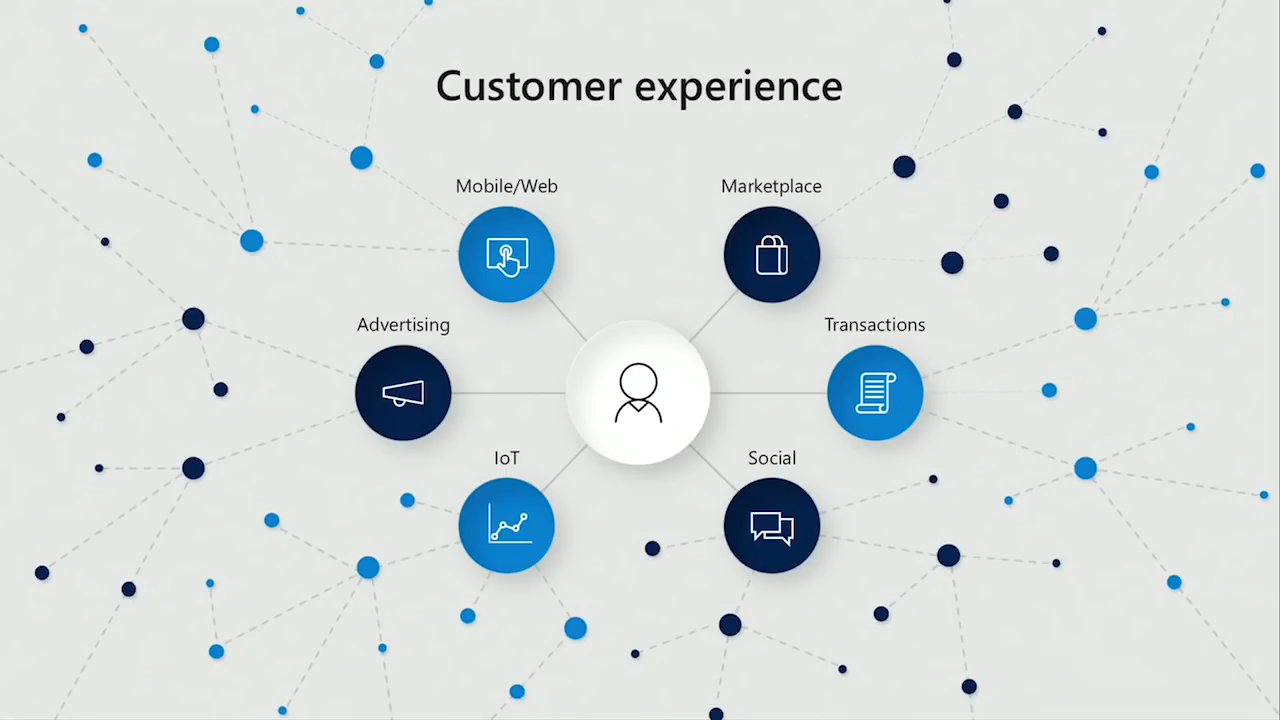 Customer experience
Mobile/Web
Marketplace
Advertising
Transactions
IoT
Social